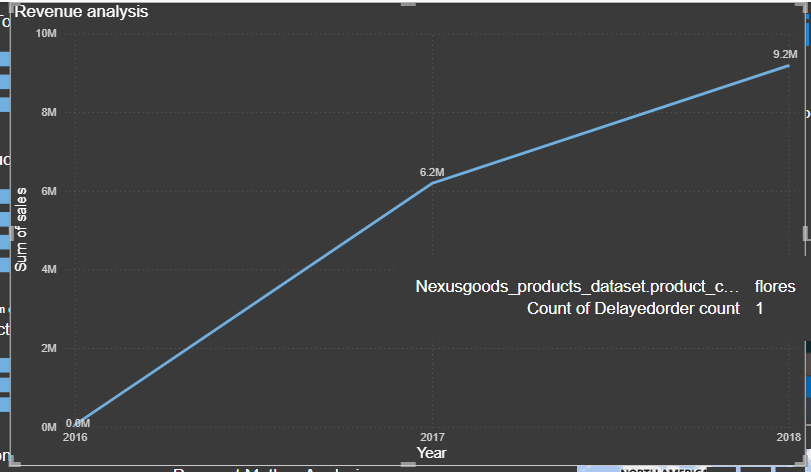 Revenue analysis
10M
8M
6M
4M
2M
0M
Sum of sales
0.0M
6.2M
9.2M
Nexusgoods_products_dataset.product_c... flores
Count of Delayedorder count 1
2016 2017 2018
Year